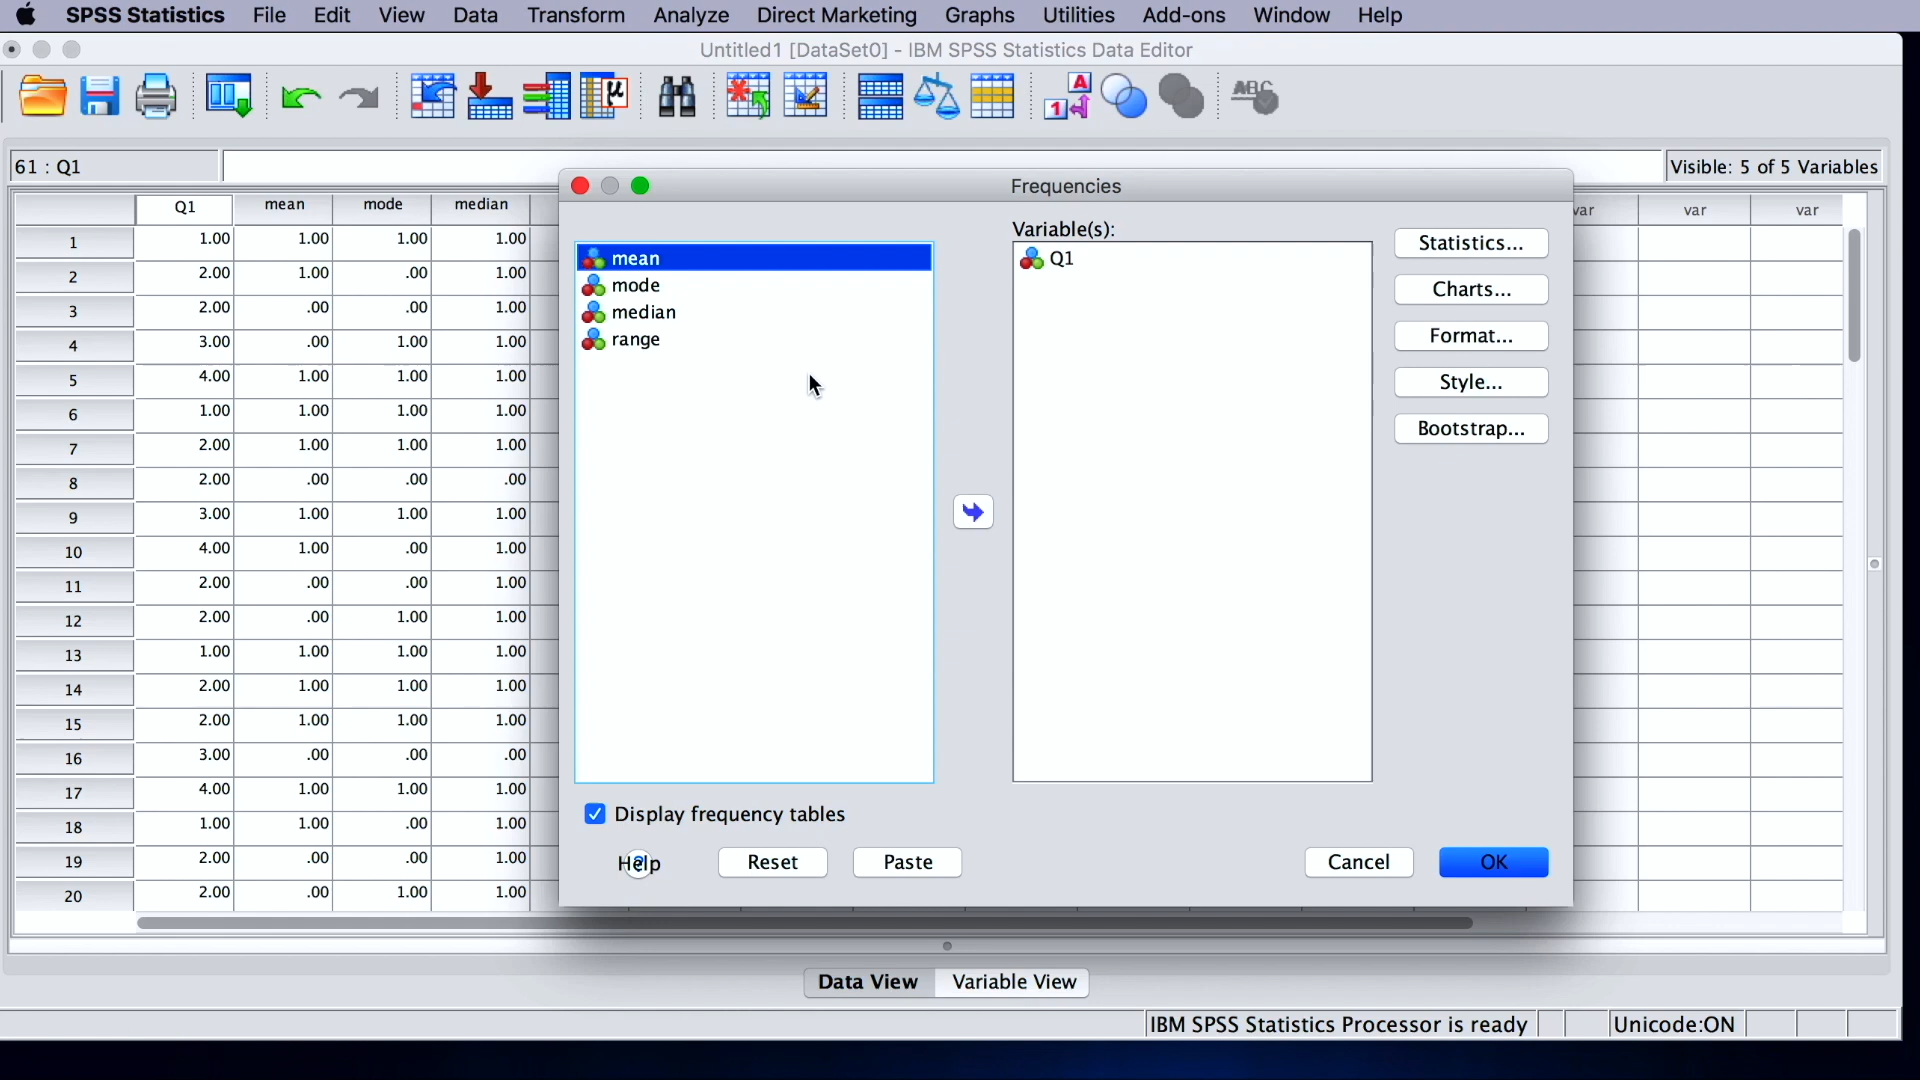 SPSS Statistics File Edit View Data Transform Analyze Direct Marketing Graphs Utilities Add-ons Window Help
Untitled1 [DataSet0] - IBM SPSS Statistics Data Editor
A
1
μ
ABC
61 : Q1
Visible: 5 of 5 Variables
Q1 mean mode median
var var var
1 1.00 1.00 1.00 1.00
2 2.00 1.00 .00 1.00
3 2.00 .00 .00 1.00
4 3.00 .00 1.00 1.00
5 4.00 1.00 1.00 1.00
6 1.00 1.00 1.00 1.00
7 2.00 1.00 1.00 1.00
8 2.00 .00 .00 .00
9 3.00 1.00 1.00 1.00
10 4.00 1.00 .00 1.00
11 2.00 .00 .00 1.00
12 2.00 .00 1.00 1.00
13 1.00 1.00 1.00 1.00
14 2.00 1.00 1.00 1.00
15 2.00 1.00 1.00 1.00
16 3.00 .00 .00 .00
17 4.00 1.00 1.00 1.00
18 1.00 1.00 .00 1.00
19 2.00 .00 .00 1.00
20 2.00 .00 1.00 1.00
Frequencies
mean
mode
median
range
Variable(s):
Q1
Statistics...
Charts...
Format...
Style...
Bootstrap...
Display frequency tables
Help Reset Paste Cancel OK
Data View Variable View
IBM SPSS Statistics Processor is ready
Unicode:ON